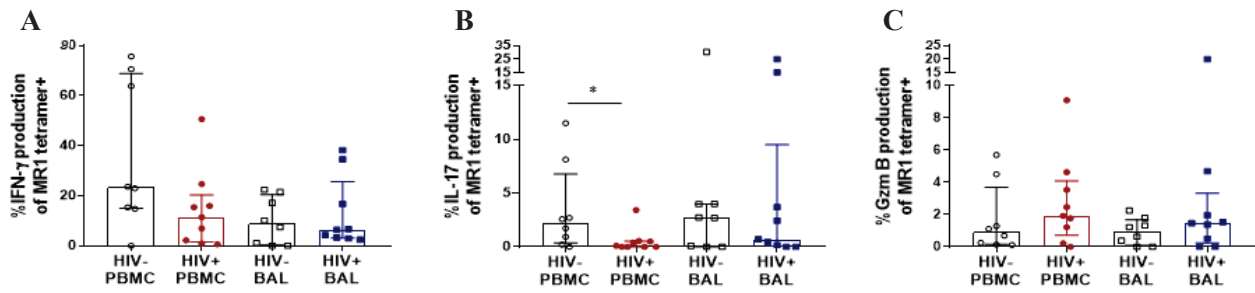 A
% IFN-γ production
of MR1 tetramer+
80
60
40
20
0
HIV-
PBMC
HIV+
PBMC
HIV-
BAL
HIV+
BAL
B
% IL-17 production
of MR1 tetramer+
35
25
15
15
10
5
0
*
HIV-
PBMC
HIV+
PBMC
HIV-
BAL
HIV+
BAL
C
% Gzm B production
of MR1 tetramer+
25
20
15
10
8
6
4
2
0
HIV-
PBMC
HIV+
PBMC
HIV-
BAL
HIV+
BAL